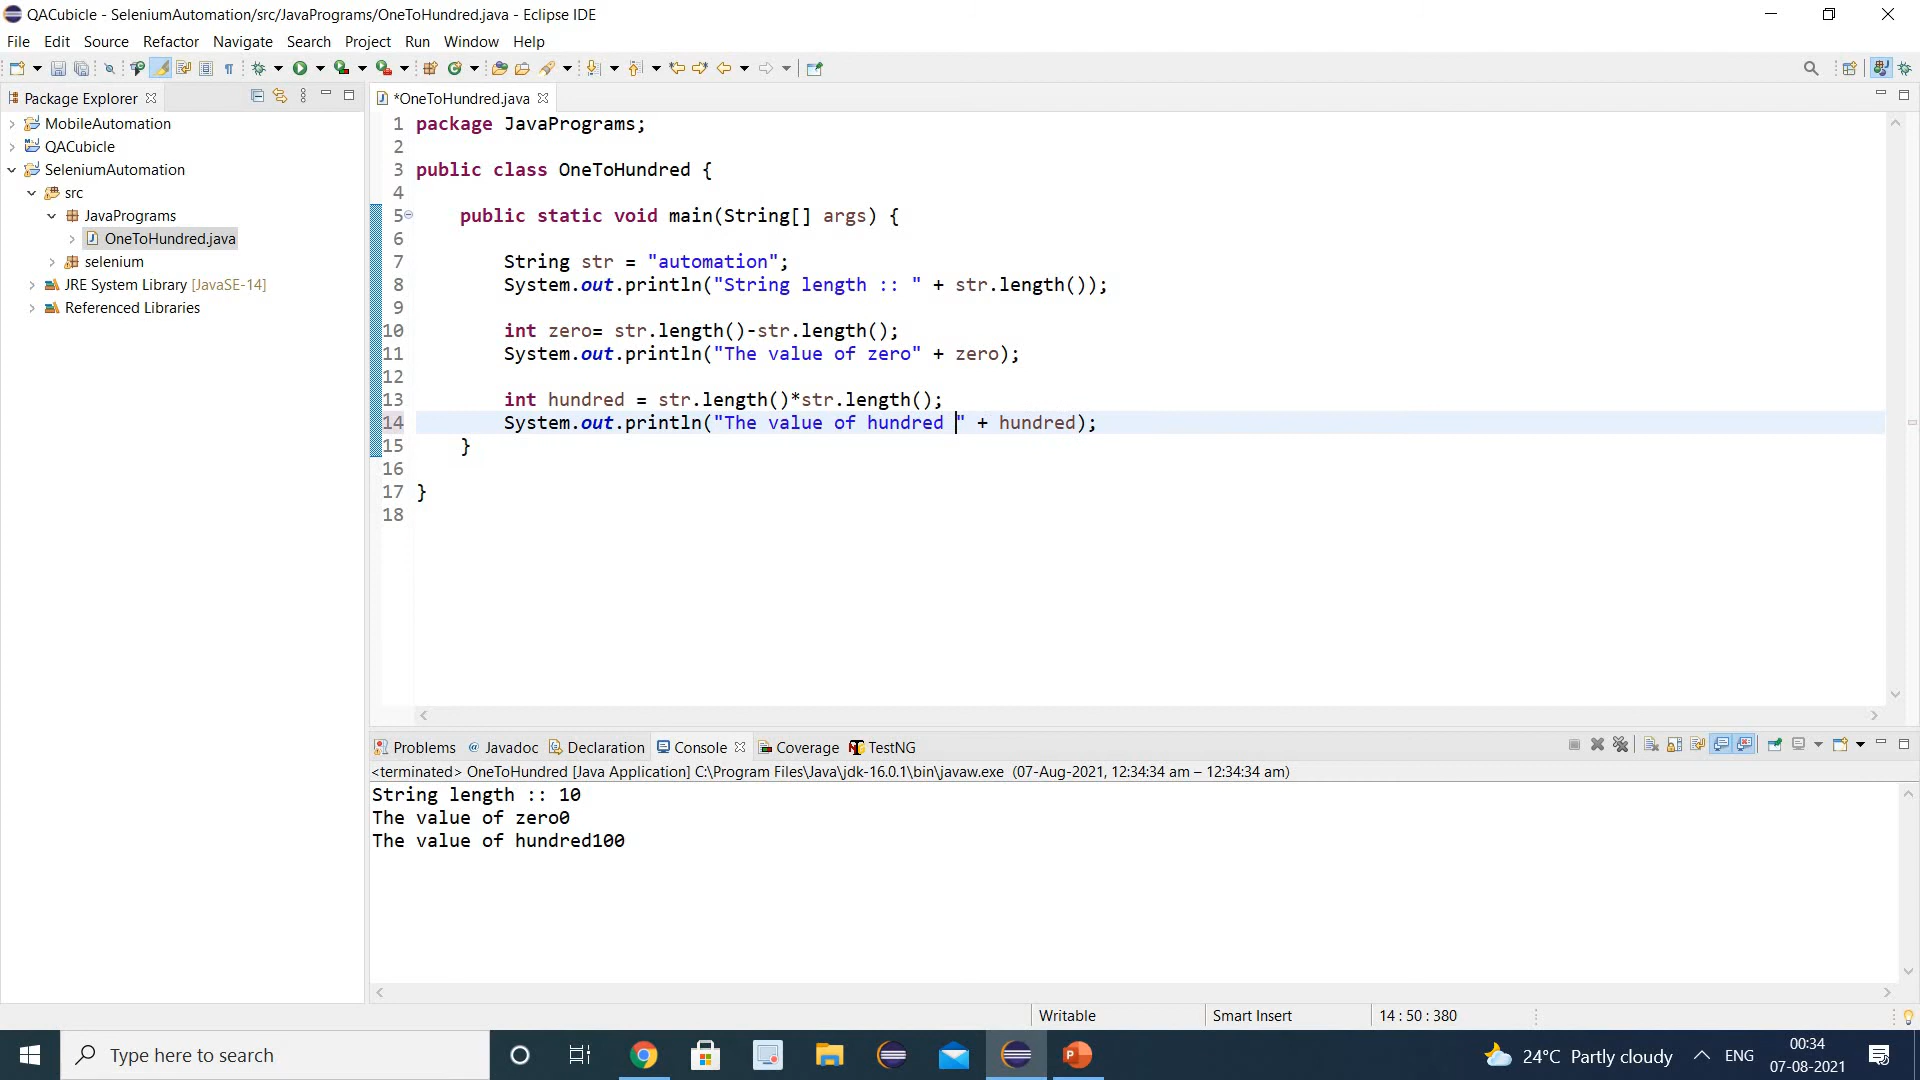 QACubicle - SeleniumAutomation/src/JavaPrograms/OneToHundred.java - Eclipse IDE
File Edit Source Refactor Navigate Search Project Run Window Help
Package Explorer
*OneToHundred.java
MobileAutomation
QACubicle
SeleniumAutomation
src
JavaPrograms
OneToHundred.java
selenium
JRE System Library [JavaSE-14]
Referenced Libraries
1 package JavaPrograms;
2
3 public class OneToHundred {
4
5 public static void main(String[] args) {
6
7 String str = "automation";
8 System.out.println("String length :: " + str.length());
9
10 int zero= str.length()-str.length();
11 System.out.println("The value of zero" + zero);
12
13 int hundred = str.length()*str.length();
14 System.out.println("The value of hundred " + hundred);
15 }
16
17 }
18
Problems @ Javadoc Declaration Console Coverage TestNG
<terminated> OneToHundred [Java Application] C:\Program Files\Java\jdk-16.0.1\bin\javaw.exe (07-Aug-2021, 12:34:34 am – 12:34:34 am)
String length :: 10
The value of zero0
The value of hundred100
Writable Smart Insert 14 : 50 : 380
Type here to search
24°C Partly cloudy ENG
00:34
07-08-2021